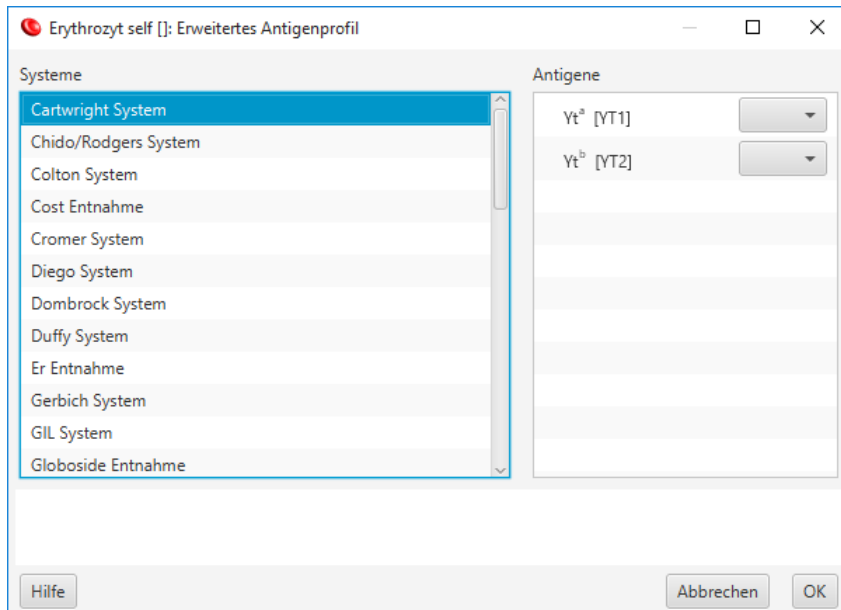 Erythrozyt self []: Erweitertes Antigenprofil
Systeme
Cartwright System
Chido/Rodgers System
Colton System
Cost Entnahme
Cromer System
Diego System
Dombrock System
Duffy System
Er Entnahme
Gerbich System
GIL System
Globoside Entnahme
Antigene
Ytᵃ [YT1]
Ytᵇ [YT2]
Hilfe
Abbrechen
OK